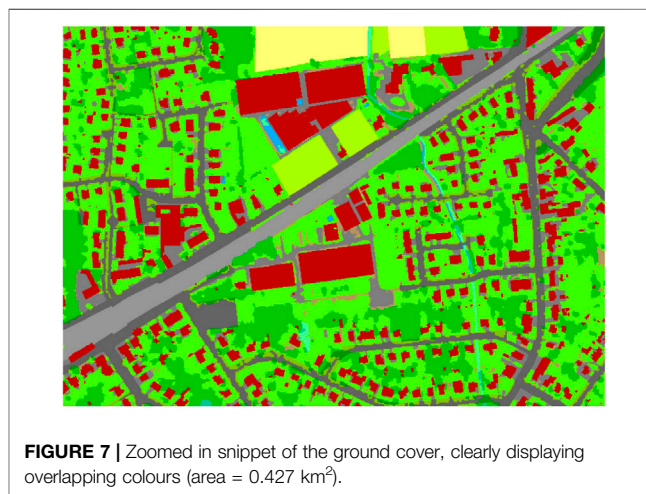 FIGURE 7 | Zoomed in snippet of the ground cover, clearly displaying
overlapping colours (area = 0.427 km²).